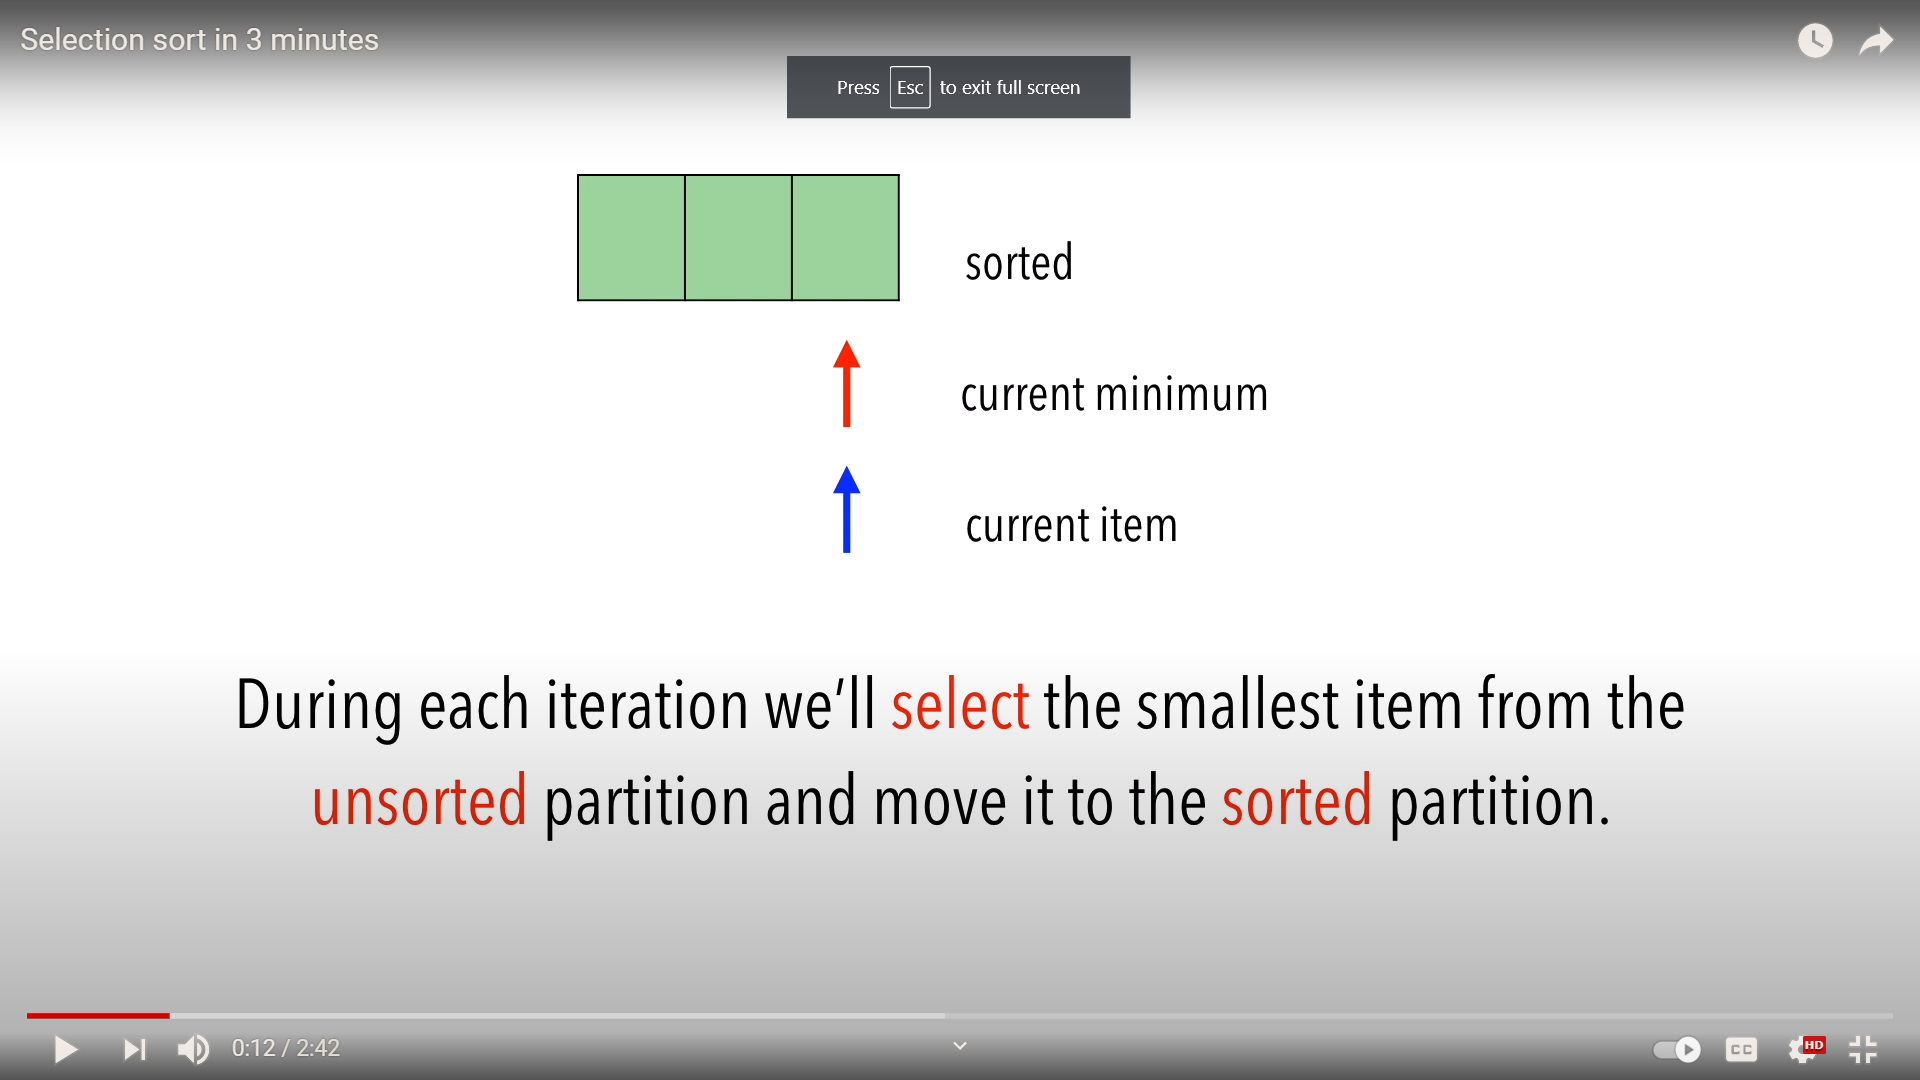 Selection sort in 3 minutes
Press Esc to exit full screen
sorted
current minimum
current item
During each iteration we’ll select the smallest item from the
unsorted partition and move it to the sorted partition.
0:12 / 2:42
CC
HD